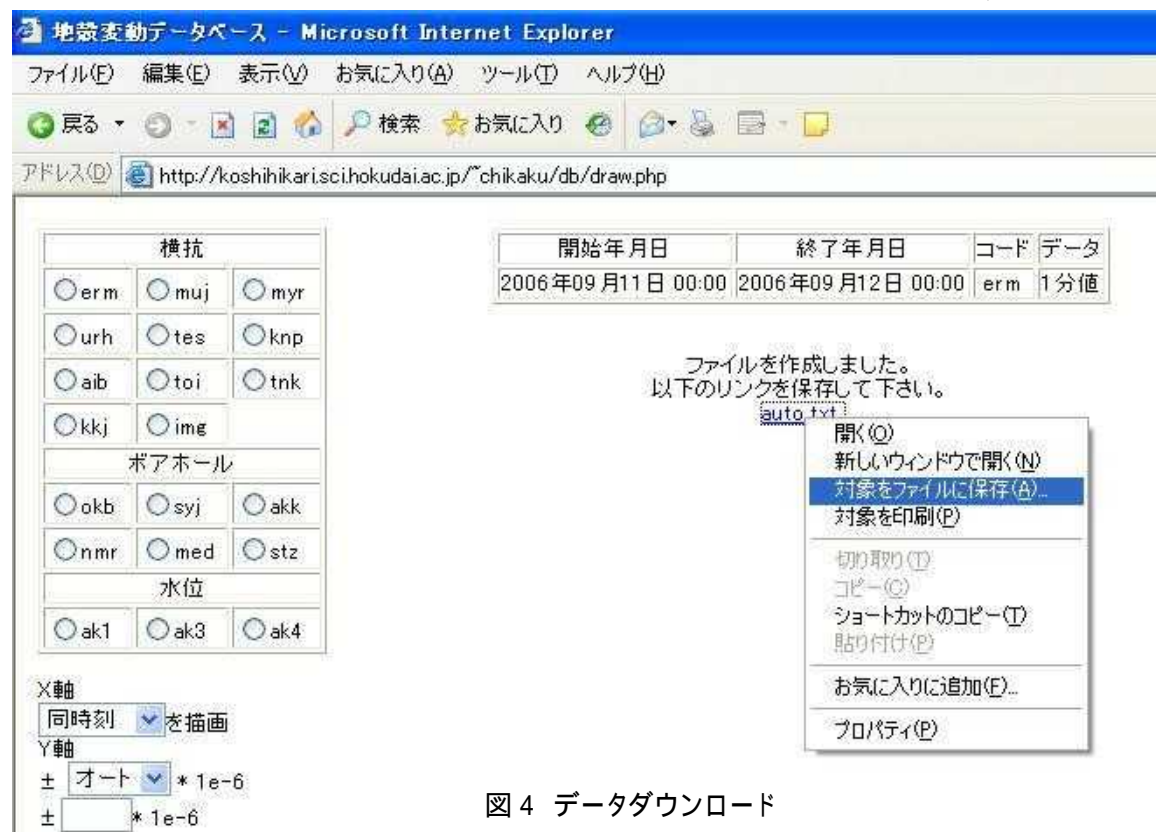 地殻変動データベース - Microsoft Internet Explorer
ファイル(F) 編集(E) 表示(V) お気に入り(A) ツール(T) ヘルプ(H)
戻る 検索 お気に入り
アドレス(D) http://koshihikari.sci.hokudai.ac.jp/~chikaku/db/draw.php
横抗
erm muj myr
urh tes knp
aib toi tnk
kkj img
ボアホール
okb syj akk
nmr med stz
水位
ak1 ak3 ak4
X軸
同時刻 を描画
Y軸
± オート * 1e-6
± * 1e-6
開始年月日 終了年月日 コード データ
2006年09月11日 00:00 2006年09月12日 00:00 erm 1分値
ファイルを作成しました。
以下のリンクを保存して下さい。
auto.txt
開く(O)
新しいウィンドウで開く(N)
対象をファイルに保存(A)...
対象を印刷(P)
切り取り(T)
コピー(C)
ショートカットのコピー(T)
貼り付け(P)
お気に入りに追加(F)...
プロパティ(P)
図4 データダウンロード